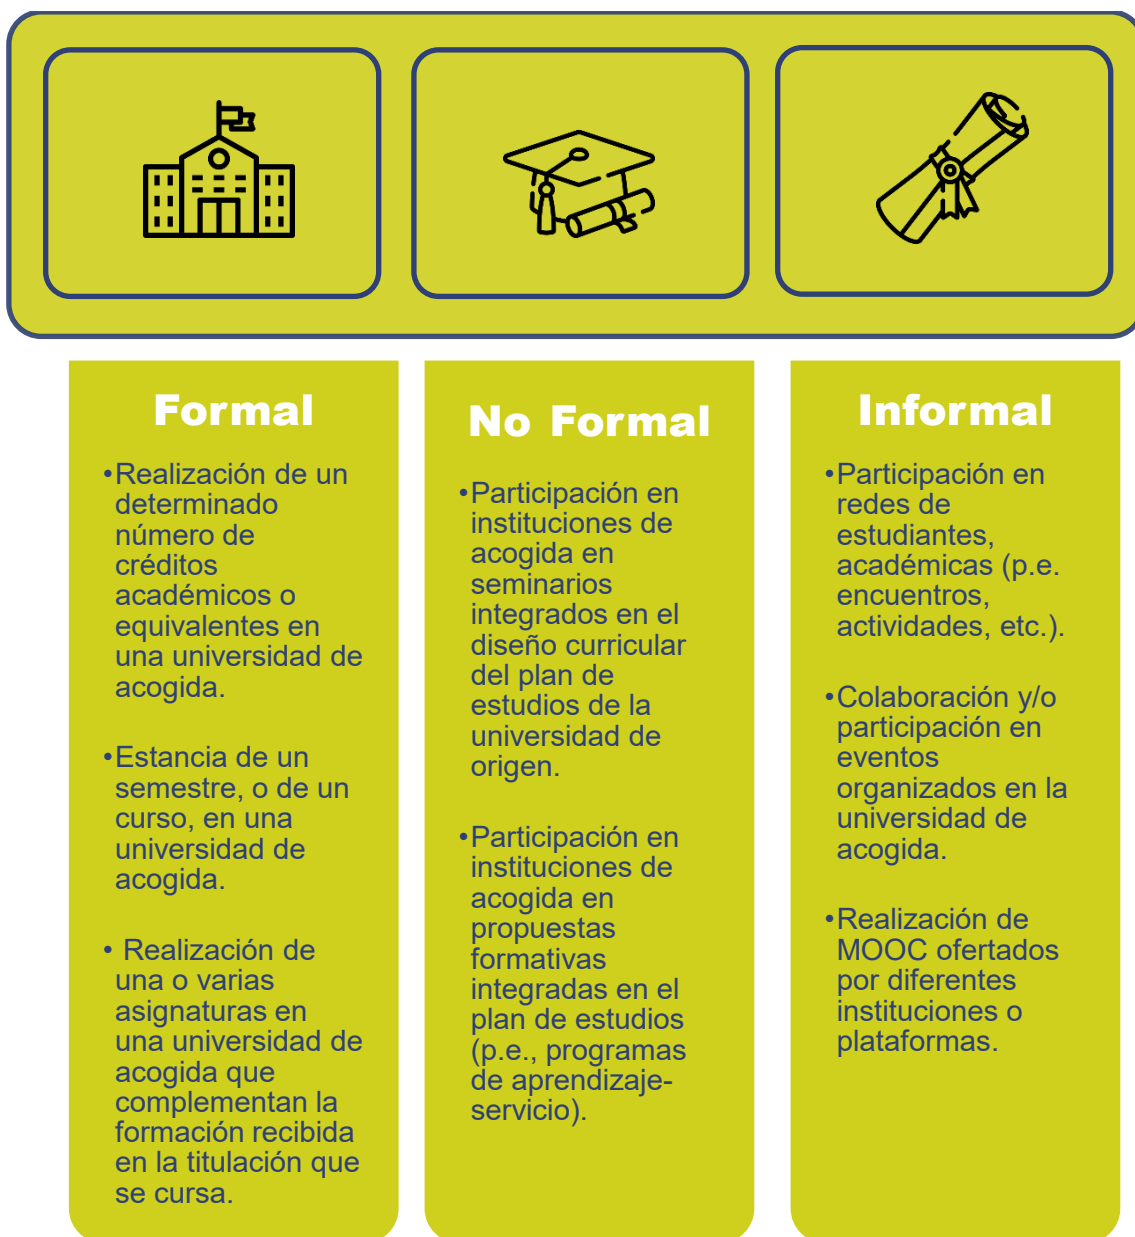 Formal
•Realización de un
determinado
número de
créditos
académicos o
equivalentes en
una universidad de
acogida.
•Estancia de un
semestre, o de un
curso, en una
universidad de
acogida.
• Realización de
una o varias
asignaturas en
una universidad de
acogida que
complementan la
formación recibida
en la titulación que
se cursa.
No Formal
•Participación en
instituciones de
acogida en
seminarios
integrados en el
diseño curricular
del plan de
estudios de la
universidad de
origen.
•Participación en
instituciones de
acogida en
propuestas
formativas
integradas en el
plan de estudios
(p.e., programas
de aprendizaje-
servicio).
Informal
•Participación en
redes de
estudiantes,
académicas (p.e.
encuentros,
actividades, etc.).
•Colaboración y/o
participación en
eventos
organizados en la
universidad de
acogida.
•Realización de
MOOC ofertados
por diferentes
instituciones o
plataformas.